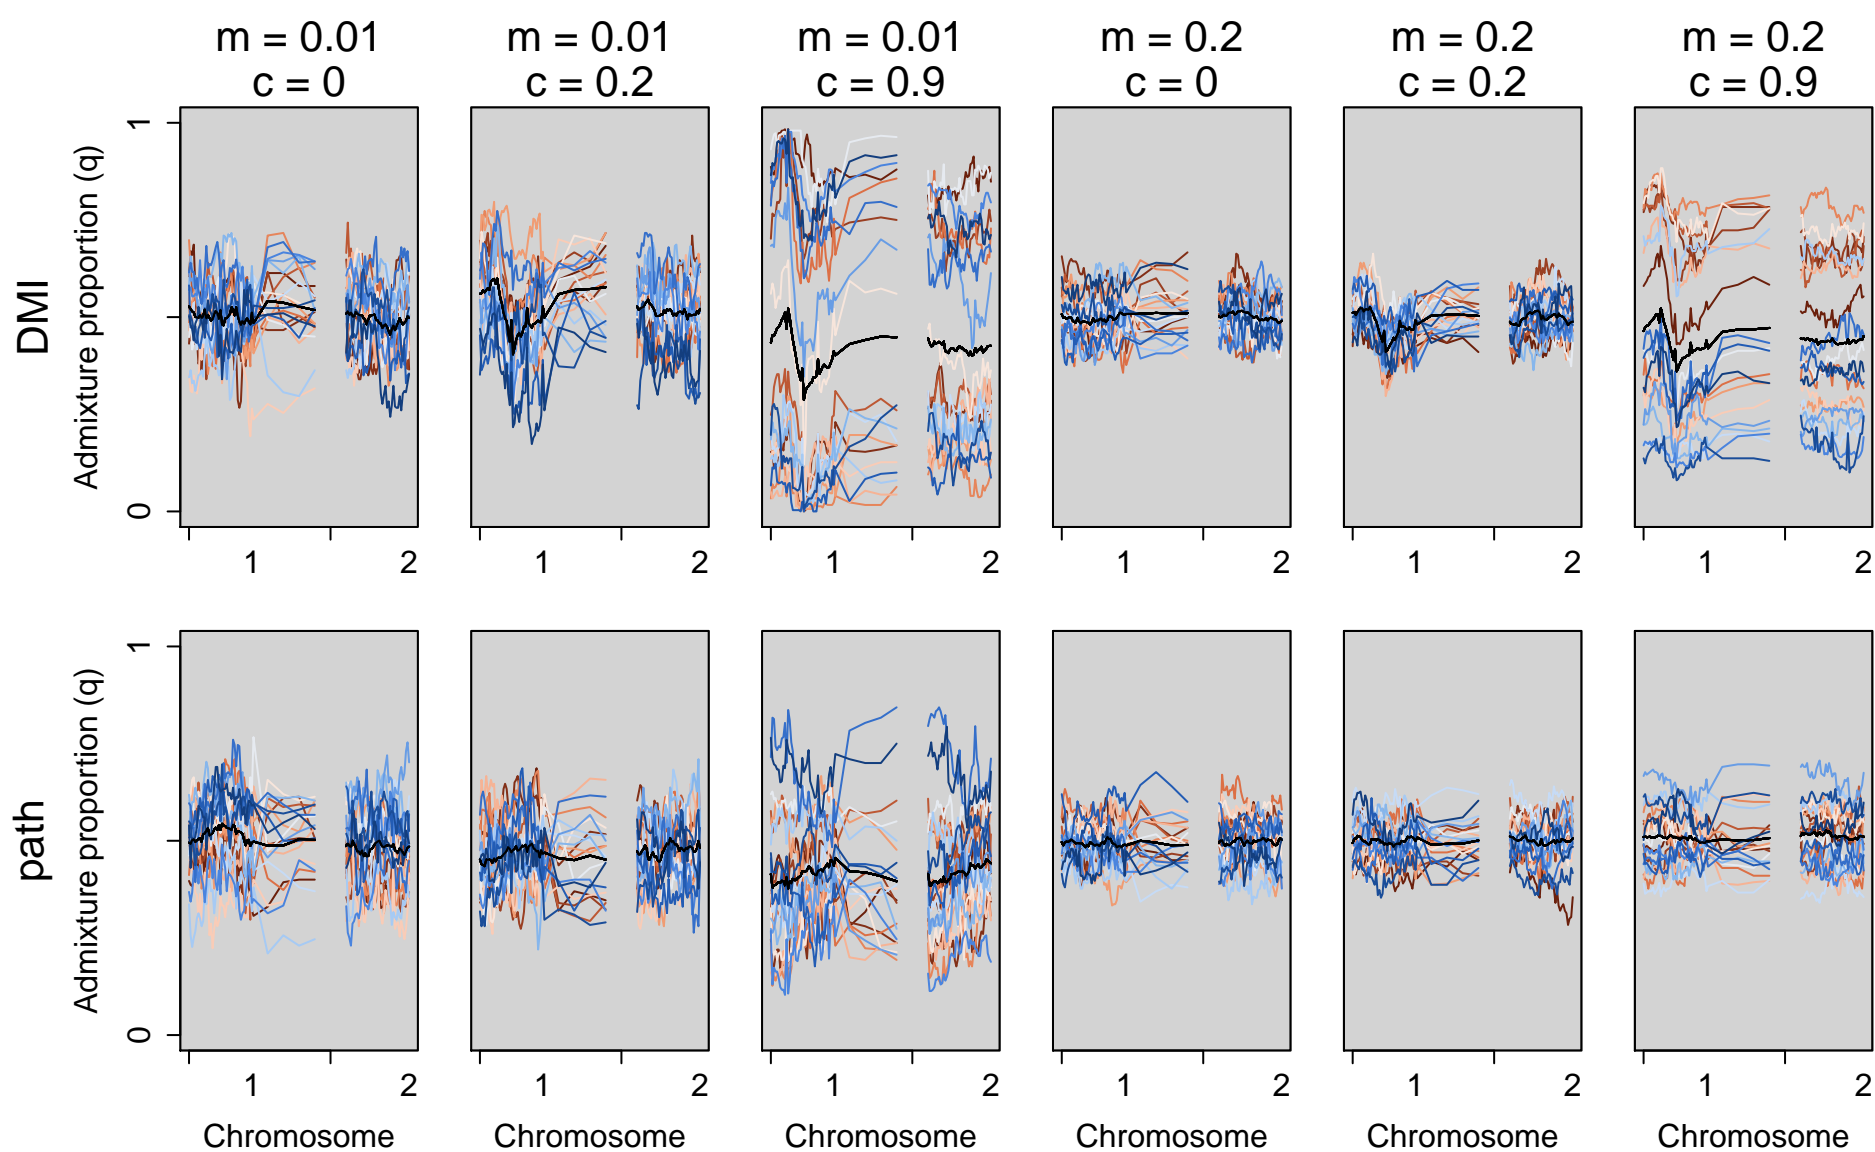 m = 0.01 m = 0.01 m = 0.01 m = 0.2 m = 0.2 m = 0.2
c = 0 c = 0.2 c = 0.9 c = 0 c = 0.2 c = 0.9
DMI
Admixture proportion (q)
1
0
1 2 1 2 1 2 1 2 1 2 1 2
path
Admixture proportion (q)
1
0
1 2 1 2 1 2 1 2 1 2 1 2
Chromosome Chromosome Chromosome Chromosome Chromosome Chromosome